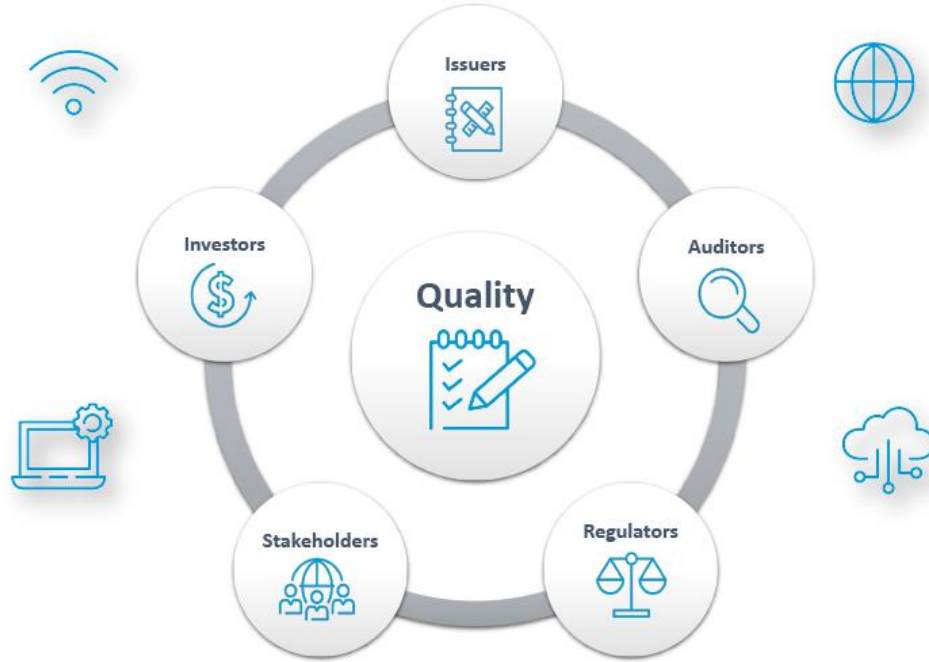 Issuers
Investors
Auditors
Quality
Stakeholders
Regulators